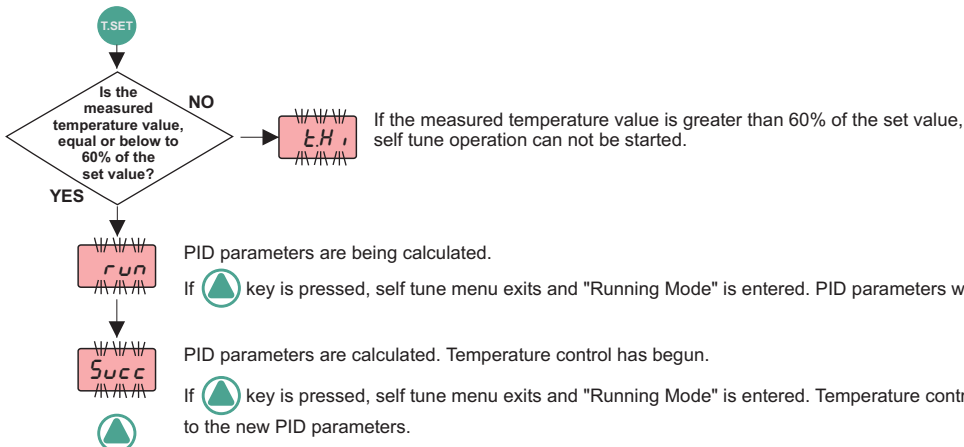 T.SET
Is the
measured
temperature value,
equal or below to
60% of the
set value?
NO
YES
t.Hi
If the measured temperature value is greater than 60% of the set value,
self tune operation can not be started.
run
PID parameters are being calculated.
If key is pressed, self tune menu exits and "Running Mode" is entered. PID parameters
Succ
PID parameters are calculated. Temperature control has begun.
If key is pressed, self tune menu exits and "Running Mode" is entered. Temperature
to the new PID parameters.